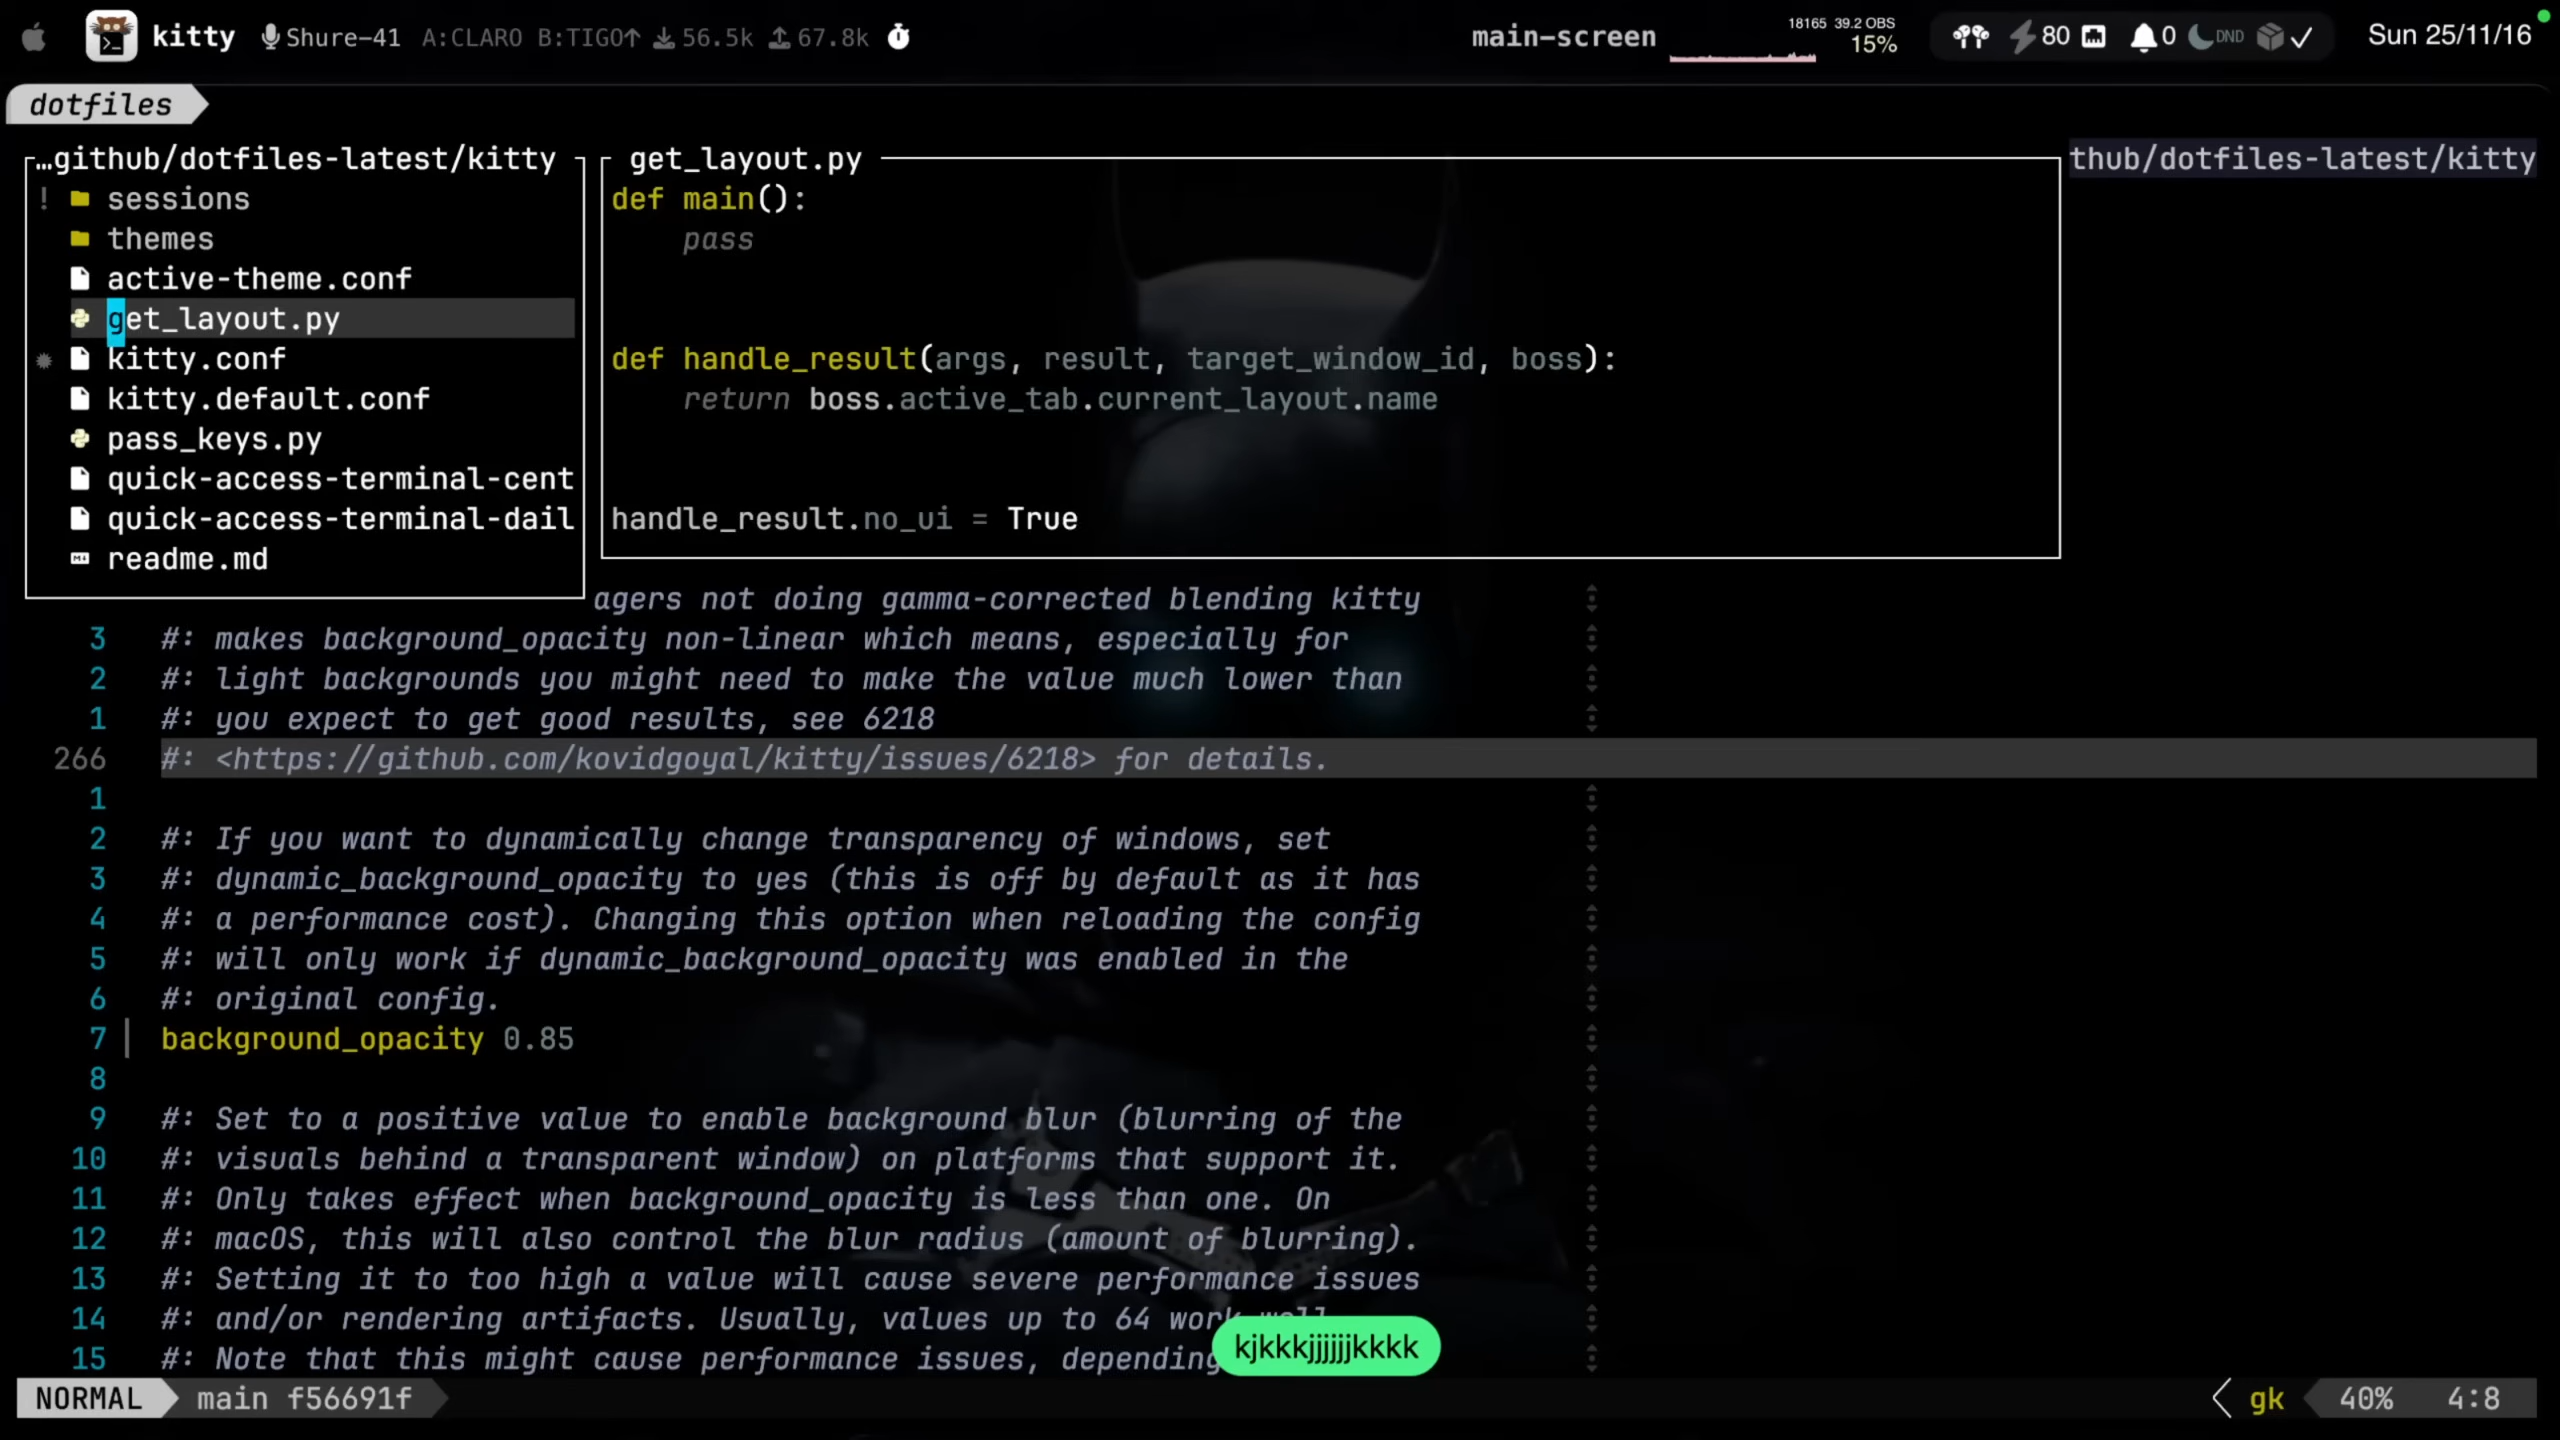 kitty Shure-41 A:CLARO B:TIGO↑ 56.5k 67.8k
main-screen 18165 39.2 OBS 15% 80 0 DND Sun 25/11/16
dotfiles
…github/dotfiles-latest/kitty
! sessions
themes
active-theme.conf
get_layout.py
kitty.conf
kitty.default.conf
pass_keys.py
quick-access-terminal-cent
quick-access-terminal-dail
readme.md
get_layout.py
def main():
pass
def handle_result(args, result, target_window_id, boss):
return boss.active_tab.current_layout.name
handle_result.no_ui = True
thub/dotfiles-latest/kitty
agers not doing gamma-corrected blending kitty
3 #: makes background_opacity non-linear which means, especially for
2 #: light backgrounds you might need to make the value much lower than
1 #: you expect to get good results, see 6218
266 #: <https://github.com/kovidgoyal/kitty/issues/6218> for details.
1
2 #: If you want to dynamically change transparency of windows, set
3 #: dynamic_background_opacity to yes (this is off by default as it has
4 #: a performance cost). Changing this option when reloading the config
5 #: will only work if dynamic_background_opacity was enabled in the
6 #: original config.
7 background_opacity 0.85
8
9 #: Set to a positive value to enable background blur (blurring of the
10 #: visuals behind a transparent window) on platforms that support it.
11 #: Only takes effect when background_opacity is less than one. On
12 #: macOS, this will also control the blur radius (amount of blurring).
13 #: Setting it to too high a value will cause severe performance issues
14 #: and/or rendering artifacts. Usually, values up to 64 work well.
15 #: Note that this might cause performance issues, depending
kjkkkjjjjjjkkkk
NORMAL main f56691f gk 40% 4:8